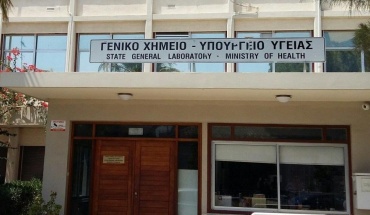 ΓΕΝΙΚΟ ΧΗΜΕΙΟ - ΥΠΟΥΡΓΕΙΟ ΥΓΕΙΑΣ
STATE GENERAL LABORATORY - MINISTRY OF HEALTH